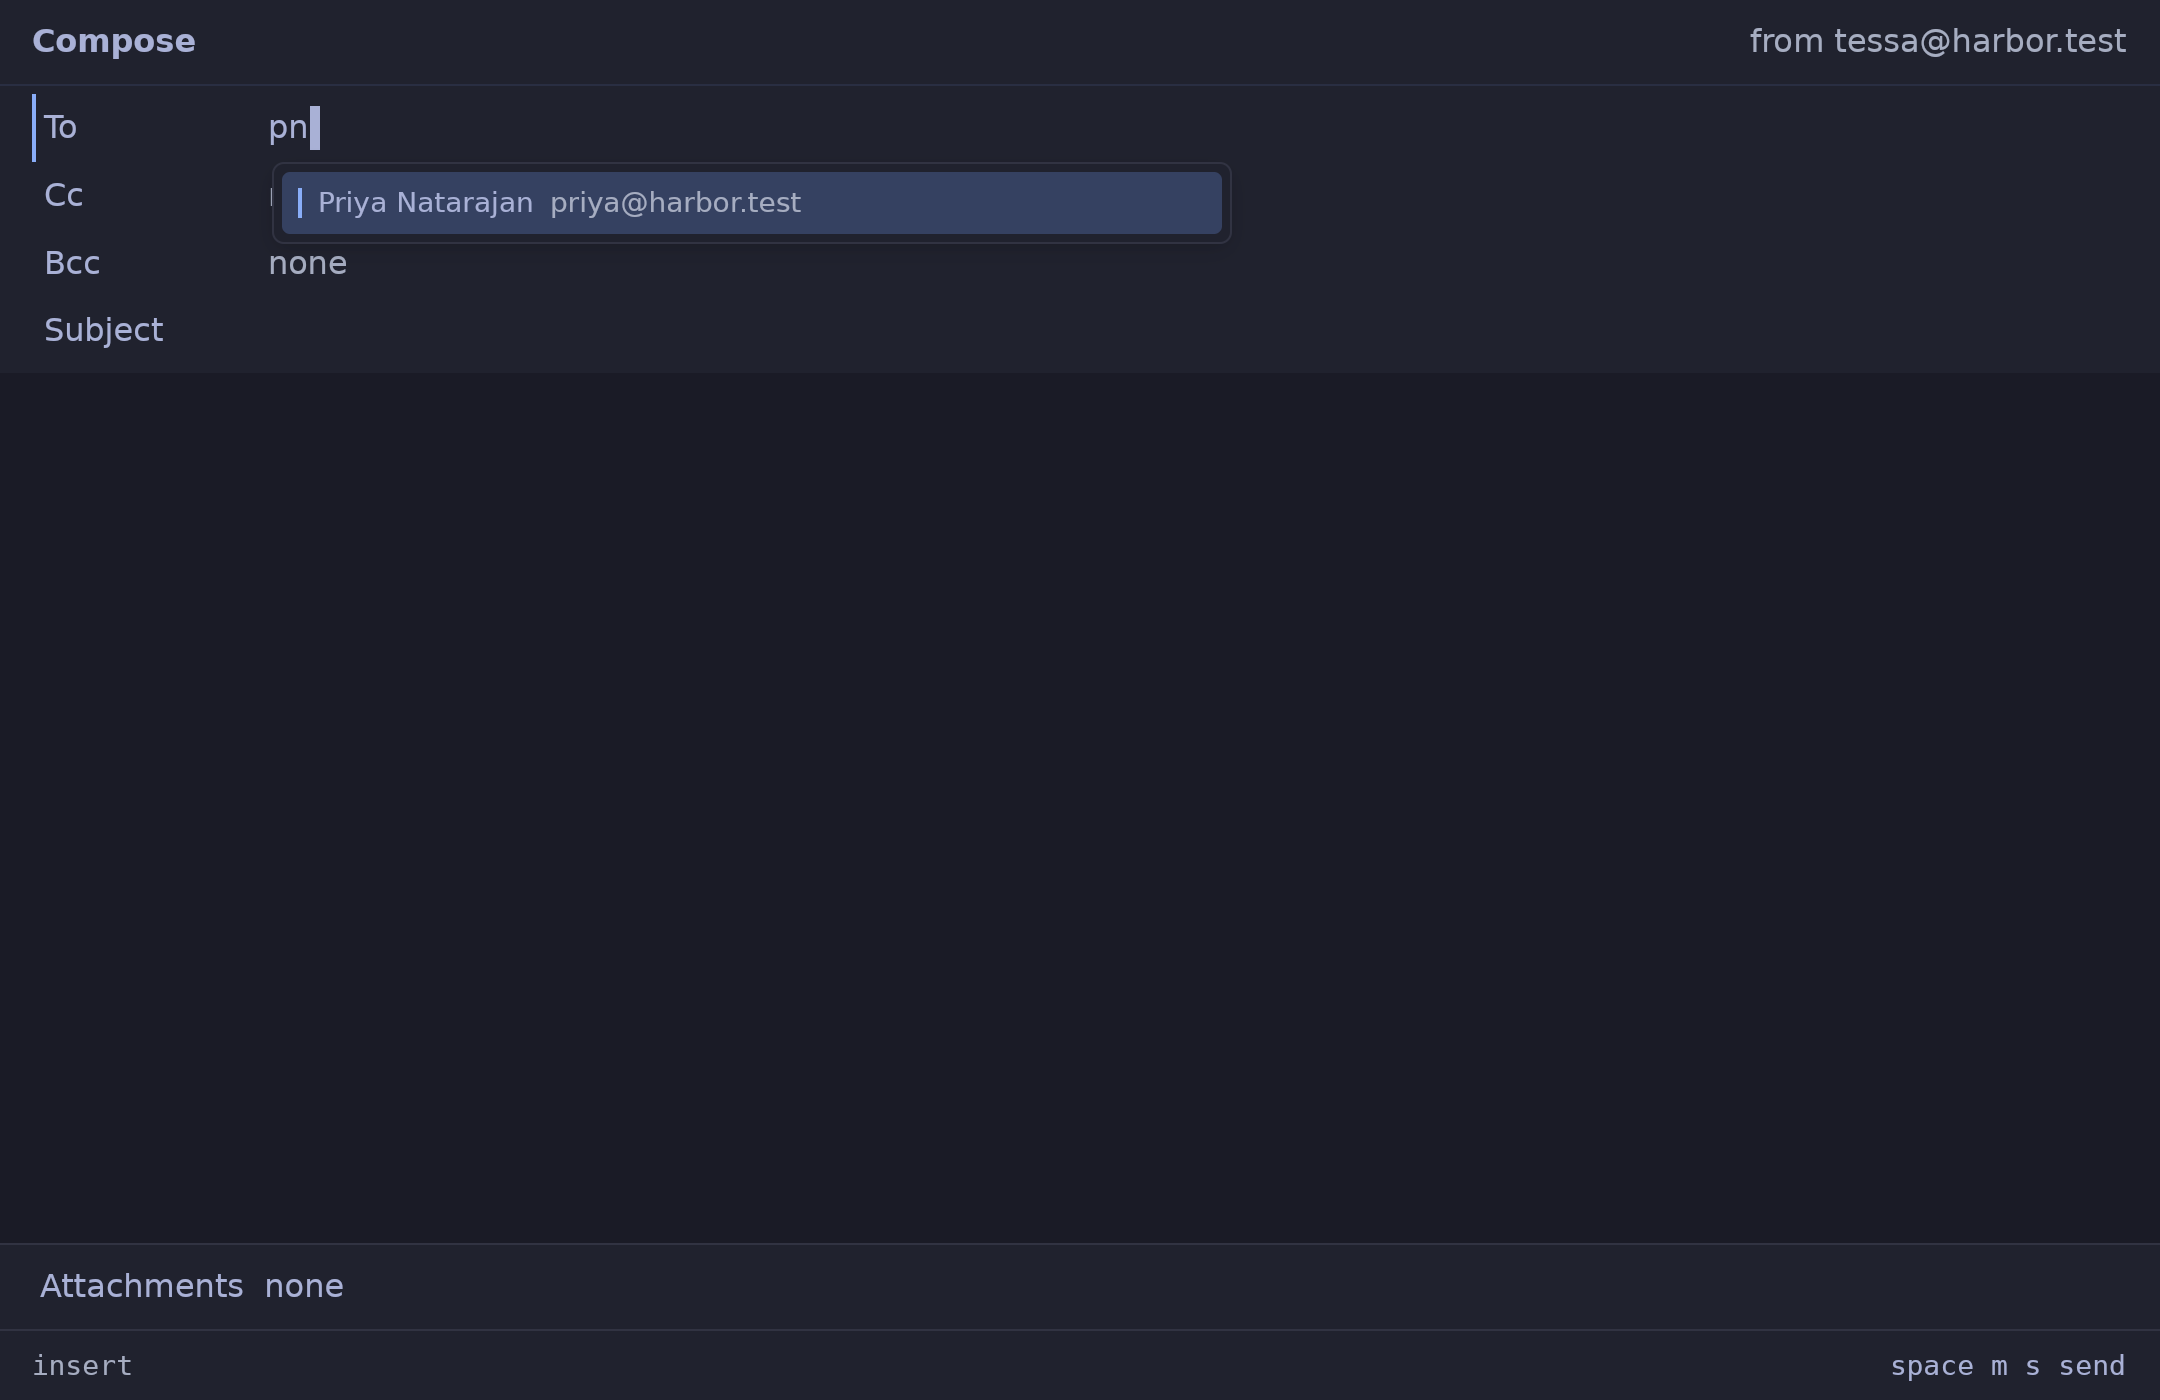 Compose from tessa@harbor.test
To pn
Cc
Priya Natarajan priya@harbor.test
Bcc none
Subject
Attachments none
insert space m s send